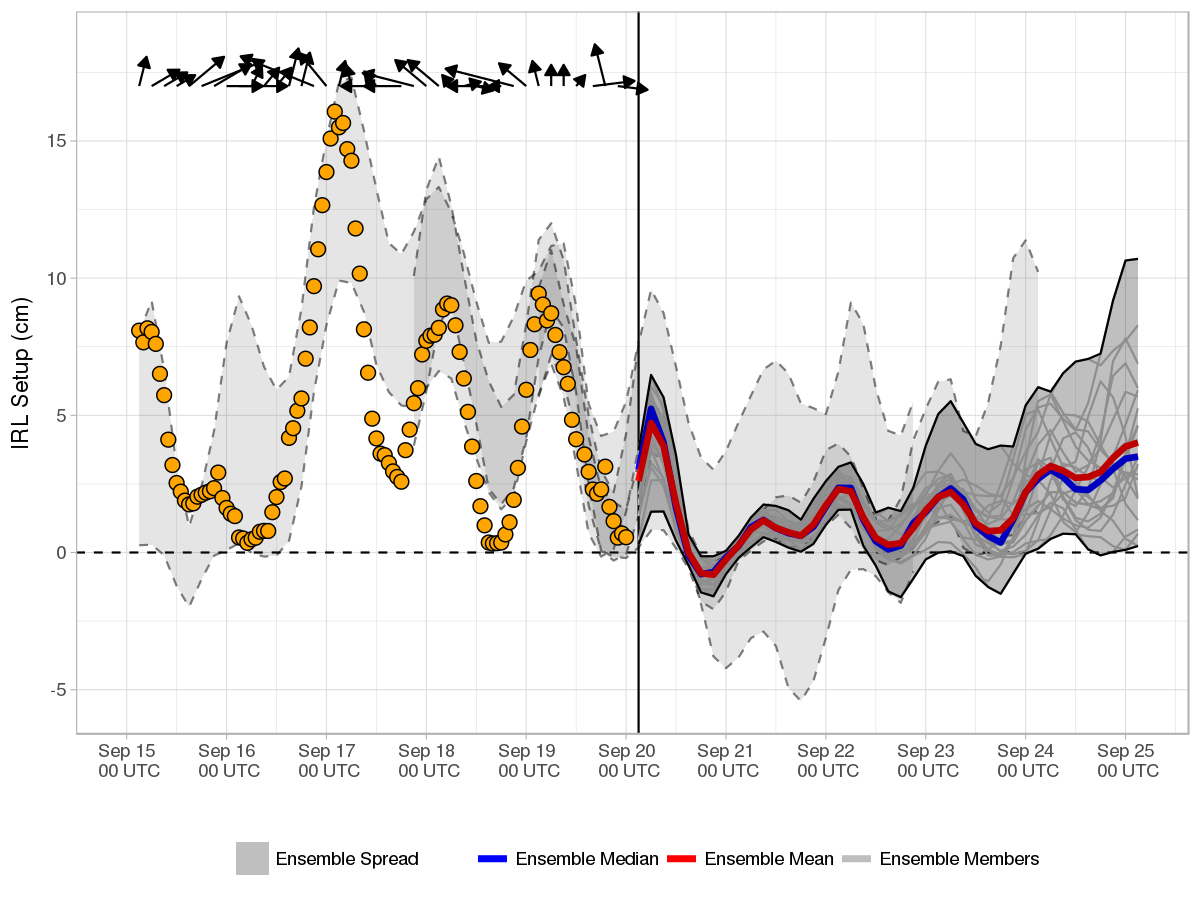 IRL Setup (cm)
15
10
5
0
-5
Sep 15 Sep 16 Sep 17 Sep 18 Sep 19 Sep 20 Sep 21 Sep 22 Sep 23 Sep 24 Sep 25
00 UTC 00 UTC 00 UTC 00 UTC 00 UTC 00 UTC 00 UTC 00 UTC 00 UTC 00 UTC 00 UTC
Ensemble Spread Ensemble Median Ensemble Mean Ensemble Members